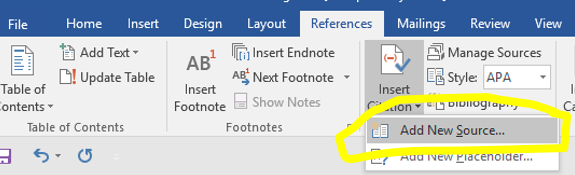 File Home Insert Design Layout References Mailings Review View
Table of Contents
Add Text
Update Table
Table of Contents
AB1
Insert Footnote
Insert Endnote
AB1 Next Footnote
Show Notes
Footnotes
Insert Citation
Manage Sources
Style: APA
Bibliography
Add New Source...
Add New Placeholder...